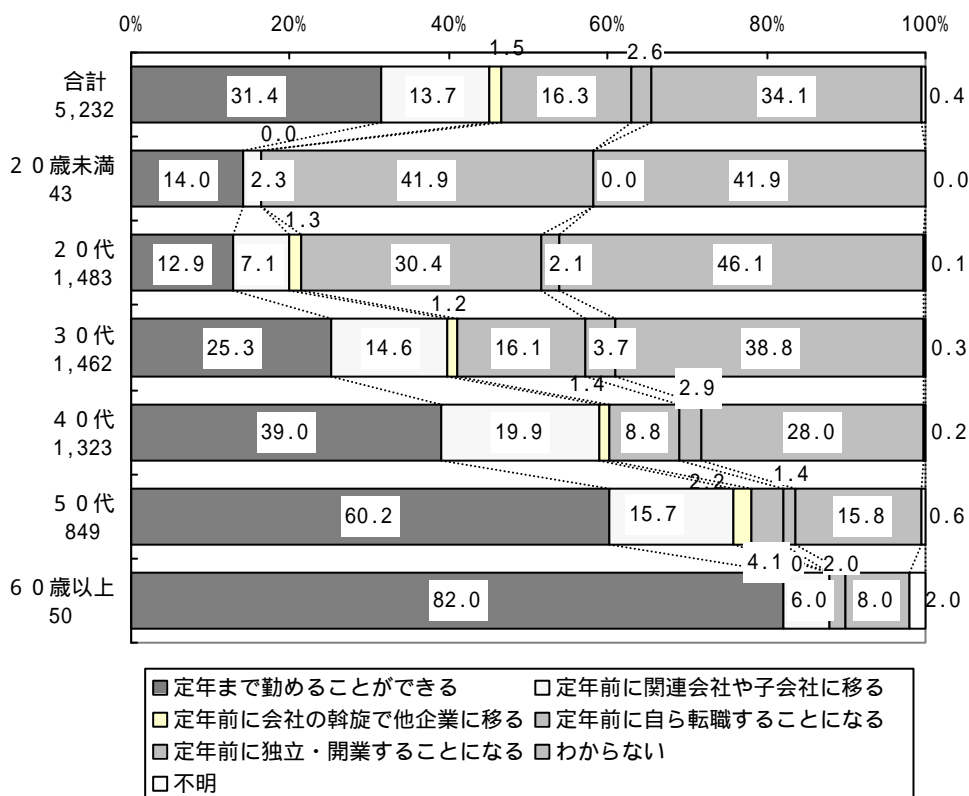 0% 20% 40% 60% 80% 100%
1.5 2.6
合計
5,232
31.4 13.7 16.3 34.1 0.4
0.0
20歳未満
43
14.0 2.3 41.9 0.0 41.9 0.0
1.3
20代
1,483
12.9 7.1 30.4 2.1 46.1 0.1
1.2
30代
1,462
25.3 14.6 16.1 3.7 38.8 0.3
1.4 2.9
40代
1,323
39.0 19.9 8.8 28.0 0.2
2.2 1.4
50代
849
60.2 15.7 15.8 0.6
4.1 2.0
60歳以上
50
82.0 6.0 8.0 2.0
定年まで勤めることができる 定年前に関連会社や子会社に移る
定年前に会社の斡旋で他企業に移る 定年前に自ら転職することになる
定年前に独立・開業することになる わからない
不明